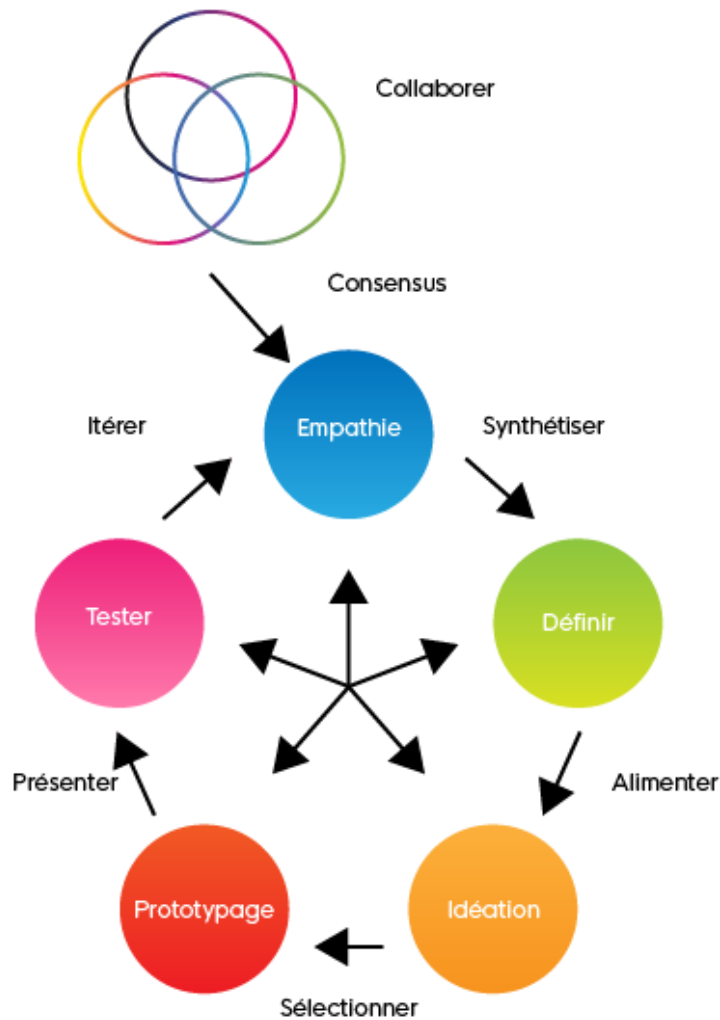 Collaborer
Consensus
Itérer
Empathie
Synthétiser
Tester
Définir
Présenter
Alimenter
Prototypage
Idéation
Sélectionner